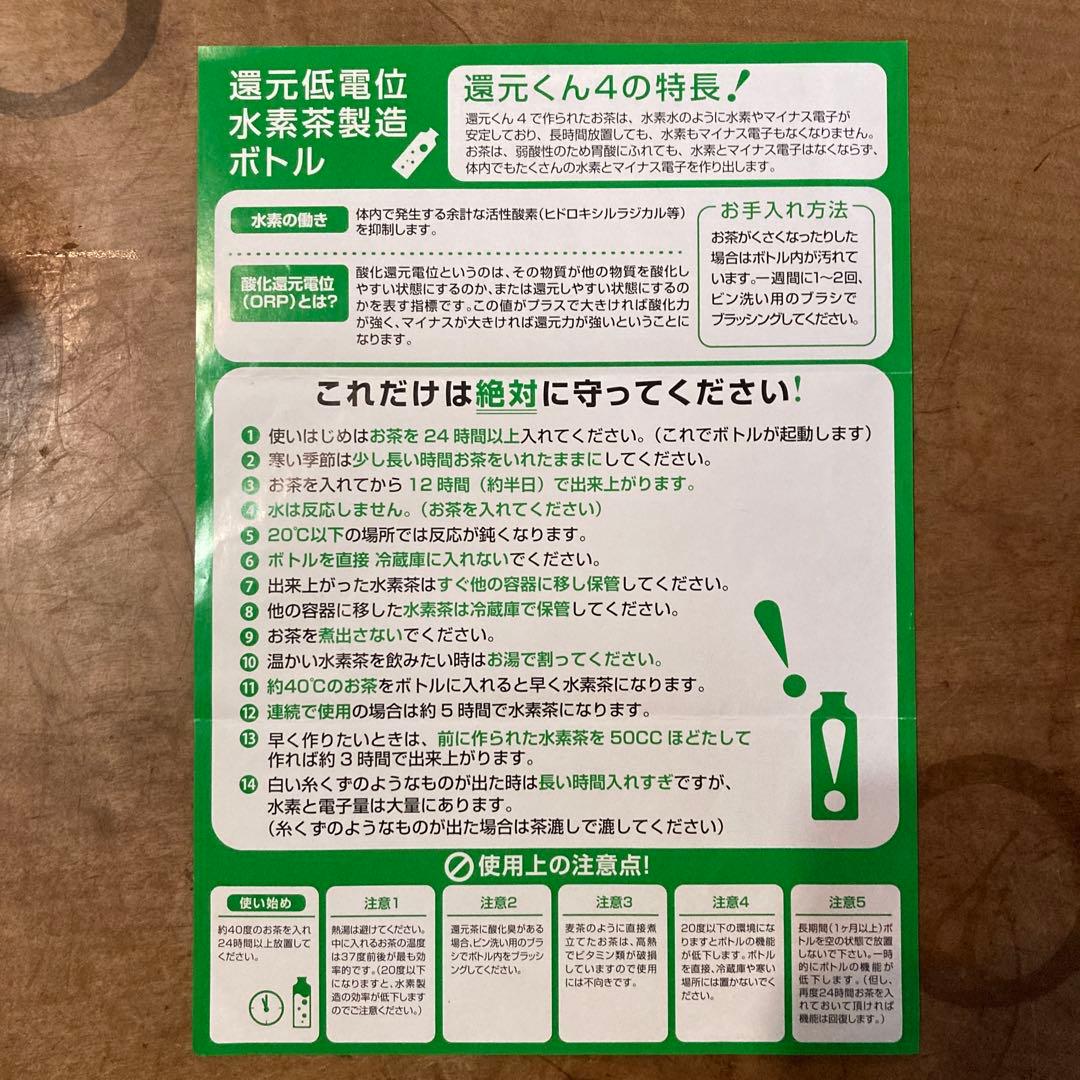 還元低電位
水素茶製造
ボトル
還元くん4の特長!
還元くん4で作られたお茶は、水素水のように水素やマイナス電子が
安定しており、長時間放置しても、水素もマイナス電子もなくなりません。
お茶は、弱酸性のため胃酸にふれても、水素とマイナス電子はなくならず、
体内でもたくさんの水素とマイナス電子を作り出します。
水素の働き
体内で発生する余計な活性酸素(ヒドロキシルラジカル等)
を抑制します。
酸化還元電位
(ORP)とは?
酸化還元電位というのは、その物質が他の物質を酸化し
やすい状態にするのか、または還元しやすい状態にするの
かを表す指標です。この値がプラスで大きければ酸化力
が強く、マイナスが大きければ還元力が強いということに
なります。
お手入れ方法
お茶がくさくなったりした
場合はボトル内が汚れて
います。一週間に1〜2回、
ビン洗い用のブラシで
ブラッシングしてください。
これだけは絶対に守ってください!
1 使いはじめはお茶を24時間以上入れてください。(これでボトルが起動します)
2 寒い季節は少し長い時間お茶をいれたままにしてください。
3 お茶を入れてから12時間(約半日)で出来上がります。
4 水は反応しません。(お茶を入れてください)
5 20℃以下の場所では反応が鈍くなります。
6 ボトルを直接 冷蔵庫に入れないでください。
7 出来上がった水素茶はすぐ他の容器に移し保管してください。
8 他の容器に移した水素茶は冷蔵庫で保管してください。
9 お茶を煮出さないでください。
10 温かい水素茶を飲みたい時はお湯で割ってください。
11 約40℃のお茶をボトルに入れると早く水素茶になります。
12 連続で使用の場合は約5時間で水素茶になります。
13 早く作りたいときは、前に作られた水素茶を50CCほどたして
作れば約3時間で出来上がります。
14 白い糸くずのようなものが出た時は長い時間入れすぎですが、
水素と電子量は大量にあります。
(糸くずのようなものが出た場合は茶漉しで漉してください)
使用上の注意点!
使い始め
約40度のお茶を入れ
24時間以上放置して
ください。
注意1
熱湯は避けてください。
中に入れるお茶の温度
は37度前後が最も効
率的です。(20度以下
になりますと、水素製
造の効率が低下します
のでご注意ください。)
注意2
還元茶に酸化臭がある
場合、ビン洗い用のブラ
シでボトル内をブラッシ
ングしてください。
注意3
麦茶のように直接煮
立てたお茶は、高熱
でビタミン類が破損
していますので使用
には不向きです。
注意4
20度以下の環境にな
りますとボトルの機能
が低下します。ボトル
を直接、冷蔵庫や寒い
場所には置かないでく
ださい。
注意5
長期間(1ヶ月以上)ボ
トルを空の状態で放置
しないで下さい。一時
的にボトルの機能が
低下します。(但し、
再度24時間お茶を入
れておいて頂ければ
機能は回復します。)